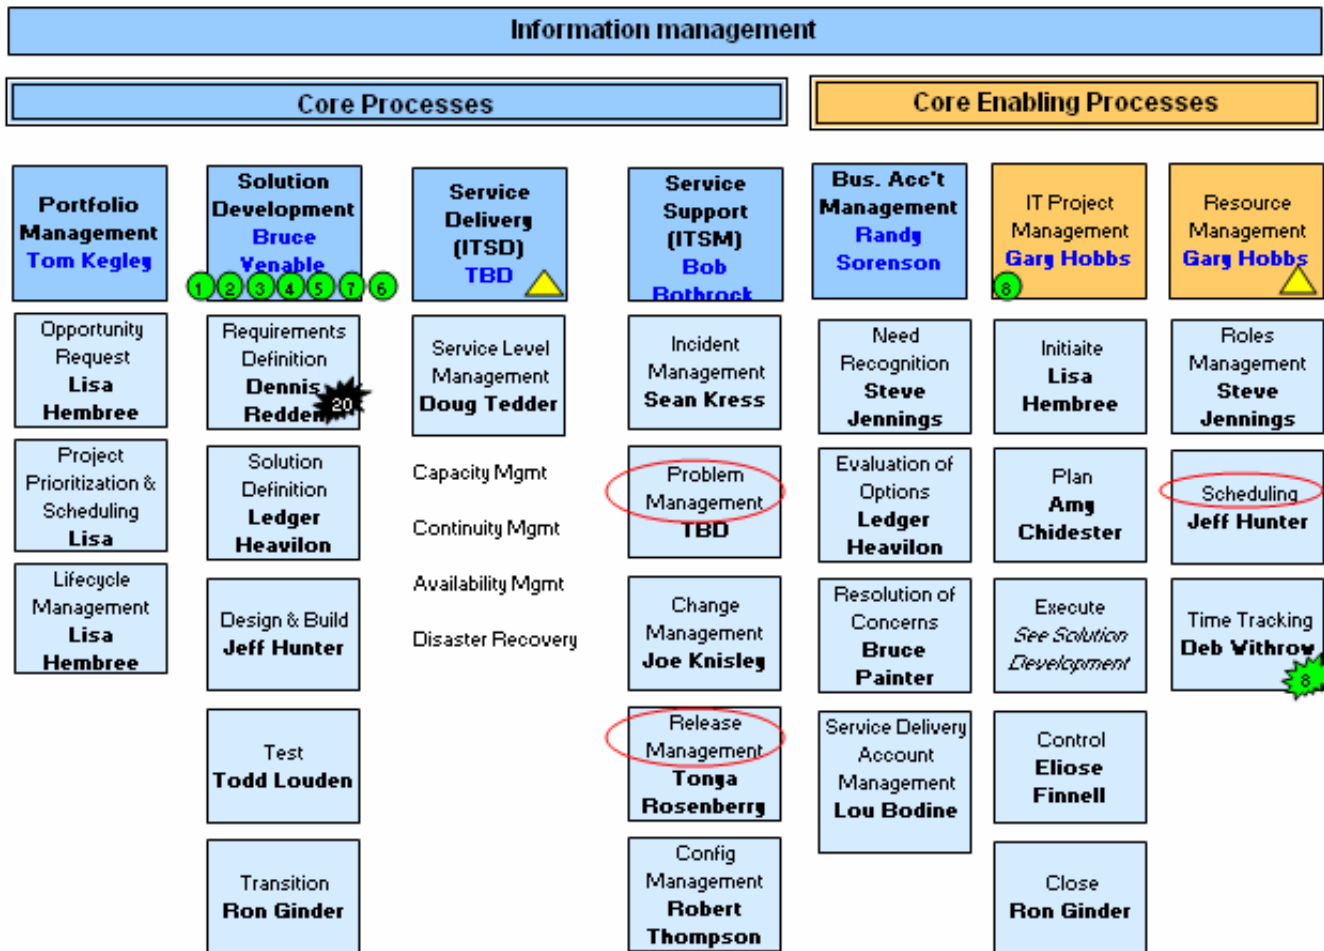 Information management
Core Processes
Core Enabling Processes
Portfolio
Management
Tom Kegley
Solution
Development
Bruce
Venable
1 2 3 4 5 7 6
Service
Delivery
(ITSD)
TBD
Service
Support
(ITSM)
Bob
Rothrock
Bus. Acc't
Management
Randy
Sorenson
IT Project
Management
Gary Hobbs
8
Resource
Management
Gary Hobbs
Opportunity
Request
Lisa
Hembree
Project
Prioritization &
Scheduling
Lisa
Lifecycle
Management
Lisa
Hembree
Requirements
Definition
Dennis
Redden
20
Solution
Definition
Ledger
Heavilon
Design & Build
Jeff Hunter
Test
Todd Louden
Transition
Ron Ginder
Service Level
Management
Doug Tedder
Capacity Mgmt
Continuity Mgmt
Availability Mgmt
Disaster Recovery
Incident
Management
Sean Kress
Problem
Management
TBD
Change
Management
Joe Knisley
Release
Management
Tonya
Rosenberry
Config
Management
Robert
Thompson
Need
Recognition
Steve
Jennings
Evaluation of
Options
Ledger
Heavilon
Resolution of
Concerns
Bruce
Painter
Service Delivery
Account
Management
Lou Bodine
Initiaite
Lisa
Hembree
Plan
Amy
Chidester
Execute
See Solution
Development
Control
Eliose
Finnell
Close
Ron Ginder
Roles
Management
Steve
Jennings
Scheduling
Jeff Hunter
Time Tracking
Deb Withrow
8